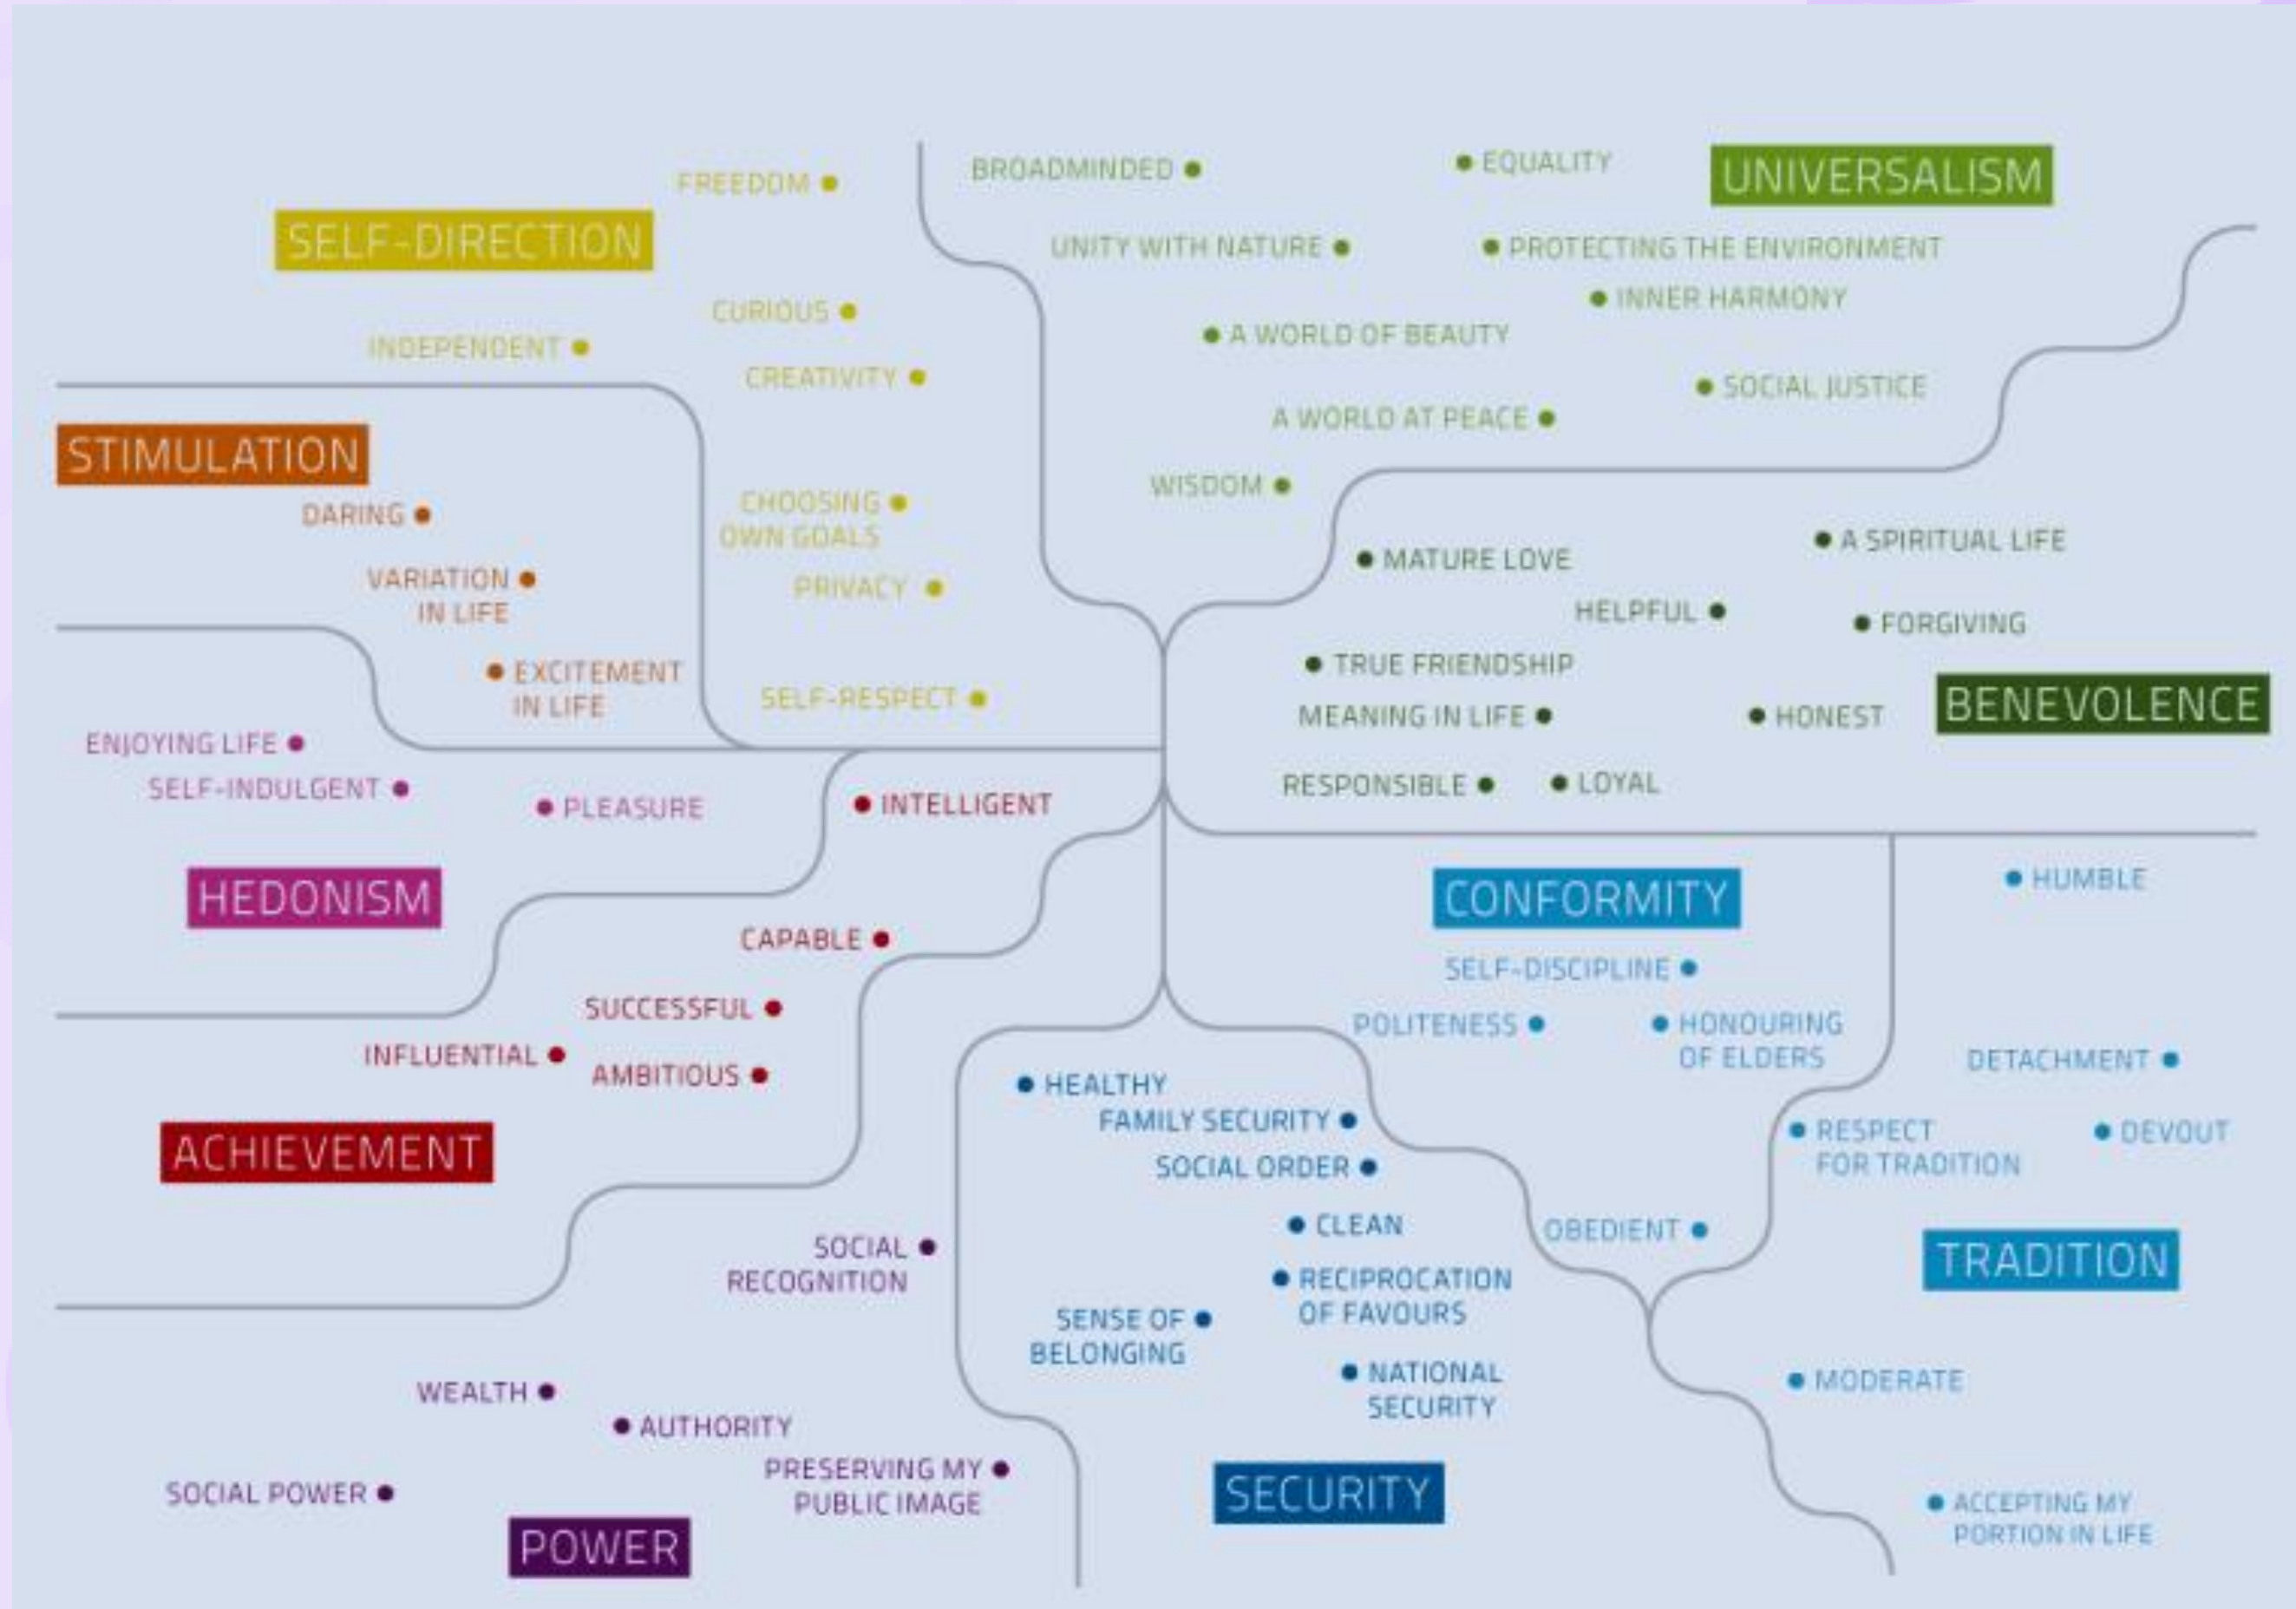 FREEDOM
SELF-DIRECTION
CURIOUS
INDEPENDENT
CREATIVITY
CHOOSING
OWN GOALS
PRIVACY
SELF-RESPECT
BROADMINDED
EQUALITY
UNIVERSALISM
UNITY WITH NATURE
PROTECTING THE ENVIRONMENT
INNER HARMONY
A WORLD OF BEAUTY
SOCIAL JUSTICE
A WORLD AT PEACE
WISDOM
STIMULATION
DARING
VARIATION
IN LIFE
EXCITEMENT
IN LIFE
MATURE LOVE
A SPIRITUAL LIFE
HELPFUL
FORGIVING
TRUE FRIENDSHIP
MEANING IN LIFE
HONEST
BENEVOLENCE
RESPONSIBLE
LOYAL
ENJOYING LIFE
SELF-INDULGENT
PLEASURE
HEDONISM
INTELLIGENT
CAPABLE
SUCCESSFUL
INFLUENTIAL
AMBITIOUS
ACHIEVEMENT
CONFORMITY
SELF-DISCIPLINE
POLITENESS
HONOURING
OF ELDERS
OBEDIENT
HUMBLE
DETACHMENT
RESPECT
FOR TRADITION
DEVOUT
TRADITION
MODERATE
ACCEPTING MY
PORTION IN LIFE
HEALTHY
FAMILY SECURITY
SOCIAL ORDER
CLEAN
RECIPROCATION
OF FAVOURS
SENSE OF
BELONGING
NATIONAL
SECURITY
SECURITY
SOCIAL
RECOGNITION
WEALTH
AUTHORITY
PRESERVING MY
PUBLIC IMAGE
SOCIAL POWER
POWER